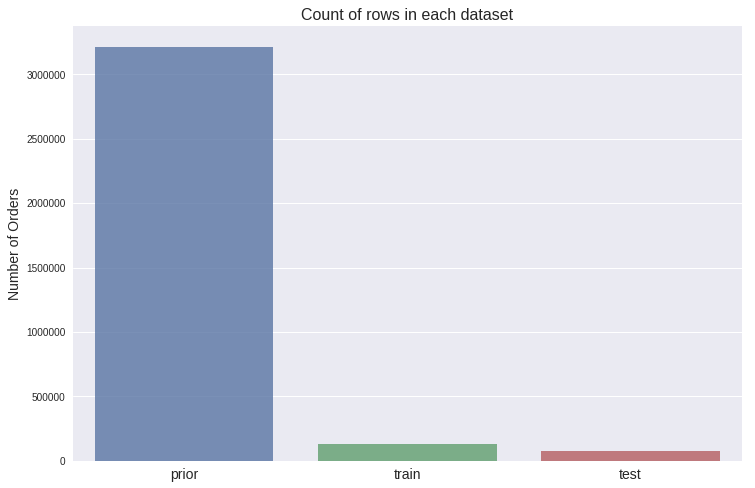 Count of rows in each dataset
Number of Orders
3000000
2500000
2000000
1500000
1000000
500000
0
prior train test